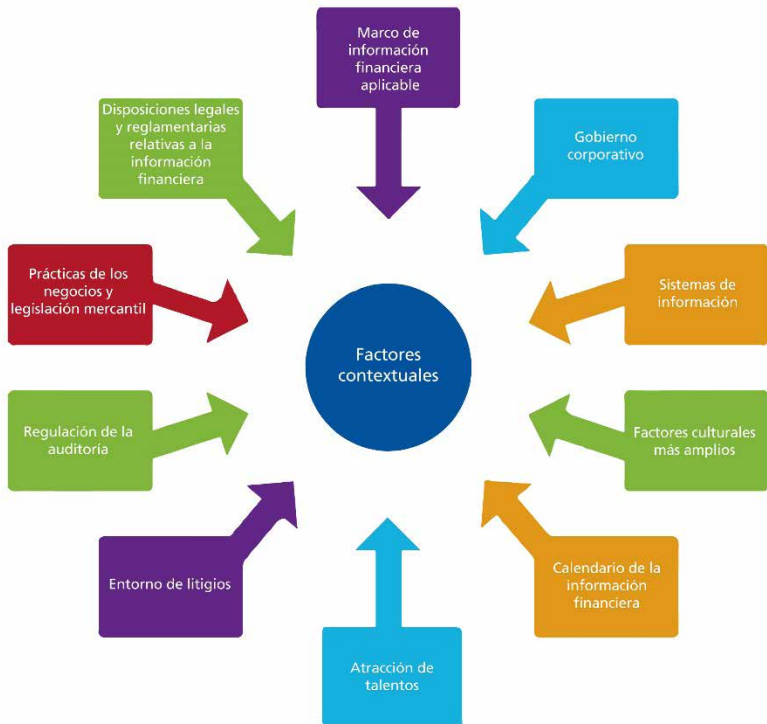 Marco de
información
financiera
aplicable
Disposiciones legales
y reglamentarias
relativas a la
información
financiera
Gobierno
corporativo
Prácticas de los
negocios y
legislación mercantil
Sistemas de
información
Factores
contextuales
Regulación de la
auditoría
Factores culturales
más amplios
Entorno de litigios
Calendario de la
información
financiera
Atracción de
talentos